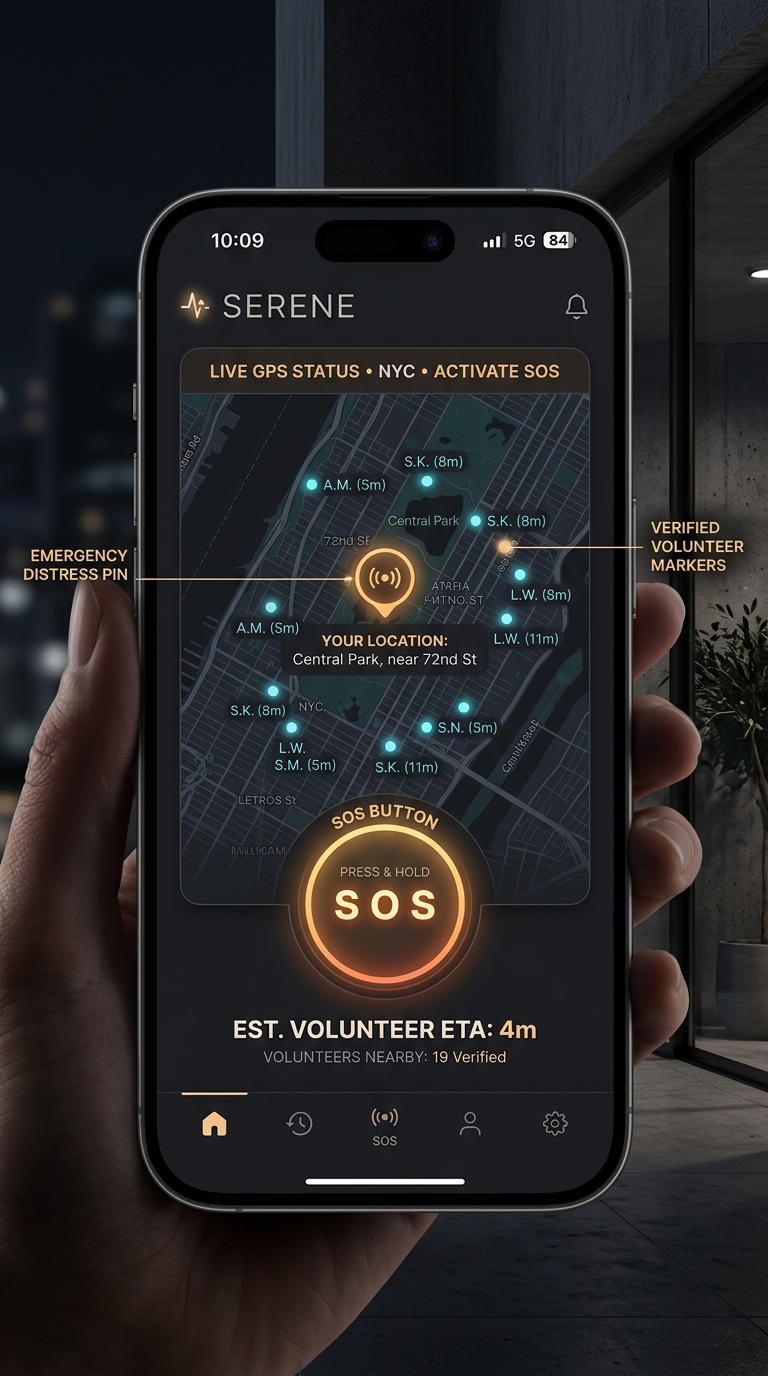 10:09
5G 84
SERENE
LIVE GPS STATUS • NYC • ACTIVATE SOS
S.K. (8m)
A.M. (5m)
Central Park
S.K. (8m)
VERIFIED
VOLUNTEER
MARKERS
EMERGENCY
DISTRESS PIN
L.W. (8m)
A.M. (5m)
L.W. (11m)
YOUR LOCATION:
Central Park, near 72nd St
S.K. (8m)
NYC
S.N. (5m)
L.W.
S.M. (5m)
S.K. (11m)
LETROS St
SOS BUTTON
PRESS & HOLD
SOS
EST. VOLUNTEER ETA: 4m
VOLUNTEERS NEARBY: 19 Verified
SOS